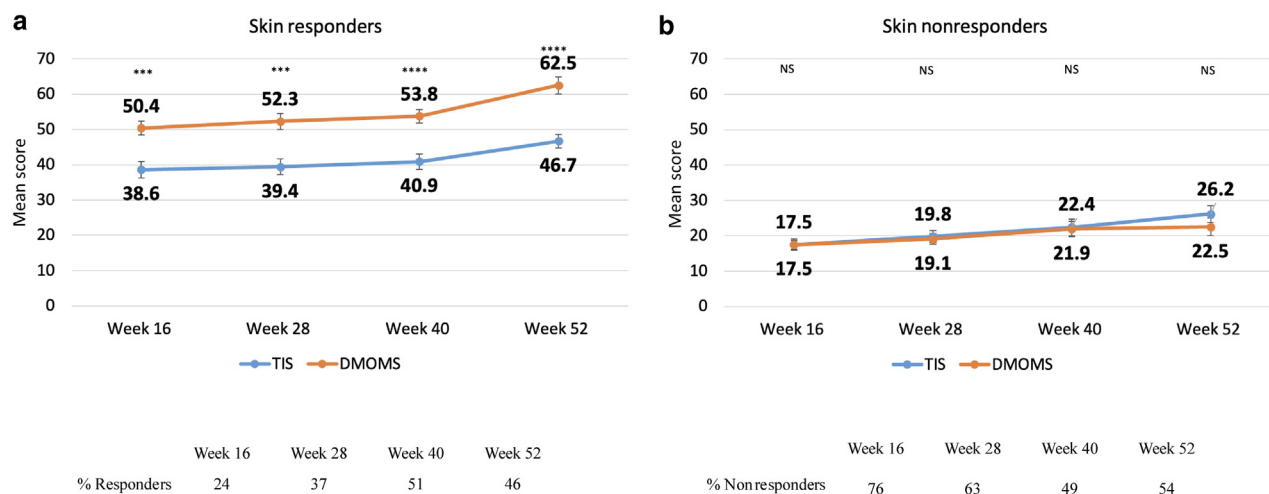 a
Skin responders
Mean score
70
60
50
40
30
20
10
0
*** *** **** ****
50.4 52.3 53.8 62.5
38.6 39.4 40.9 46.7
Week 16 Week 28 Week 40 Week 52
TIS DMOMS
Week 16 Week 28 Week 40 Week 52
% Responders 24 37 51 46
b
Skin nonresponders
Mean score
70
60
50
40
30
20
10
0
NS NS NS NS
17.5 19.8 22.4 26.2
17.5 19.1 21.9 22.5
Week 16 Week 28 Week 40 Week 52
TIS DMOMS
Week 16 Week 28 Week 40 Week 52
% Nonresponders 76 63 49 54